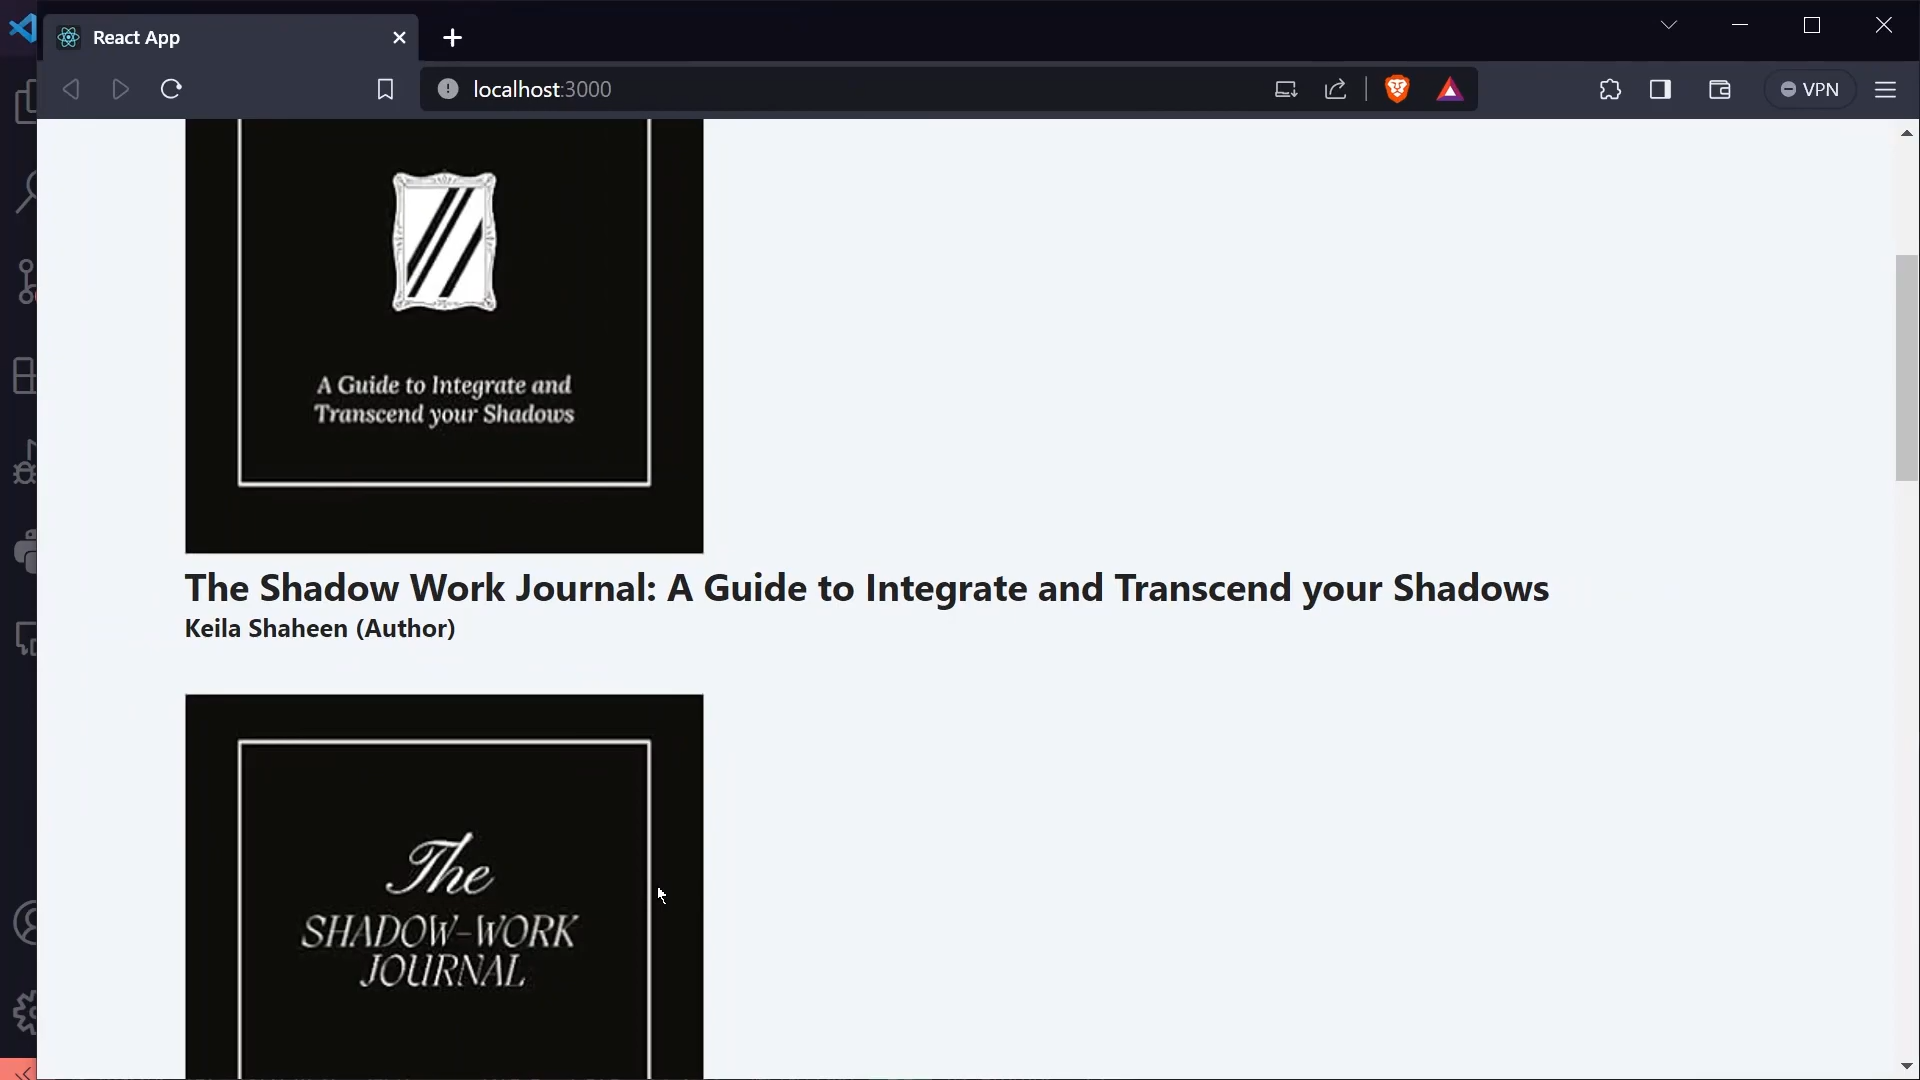 React App
localhost:3000
VPN
A Guide to Integrate and
Transcend your Shadows
The Shadow Work Journal: A Guide to Integrate and Transcend your Shadows
Keila Shaheen (Author)
The
SHADOW-WORK
JOURNAL